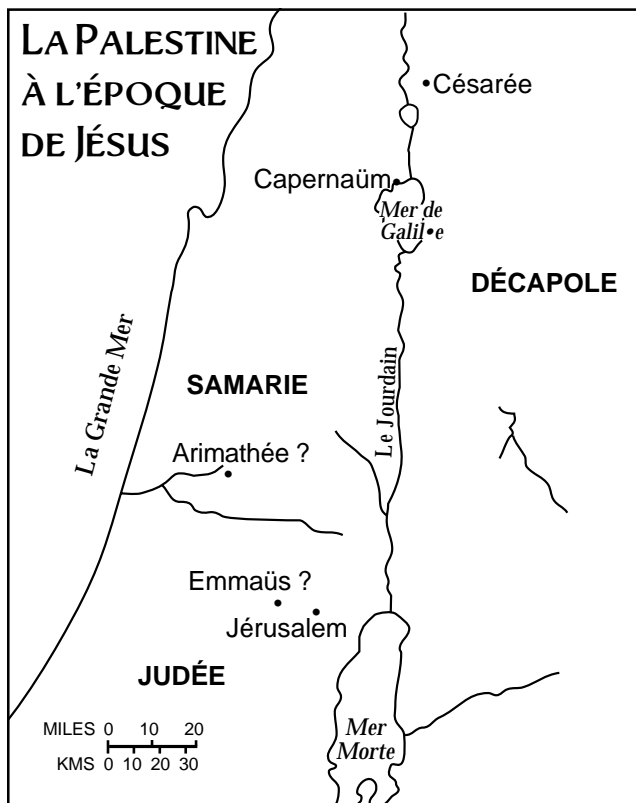 LA PALESTINE
À L'ÉPOQUE
DE JÉSUS
Césarée
Capernaüm
Mer de
Galil•e
DÉCAPOLE
La Grande Mer
SAMARIE
Le Jourdain
Arimathée ?
Emmaüs ?
Jérusalem
JUDÉE
Mer
Morte
MILES 0 10 20
KMS 0 10 20 30